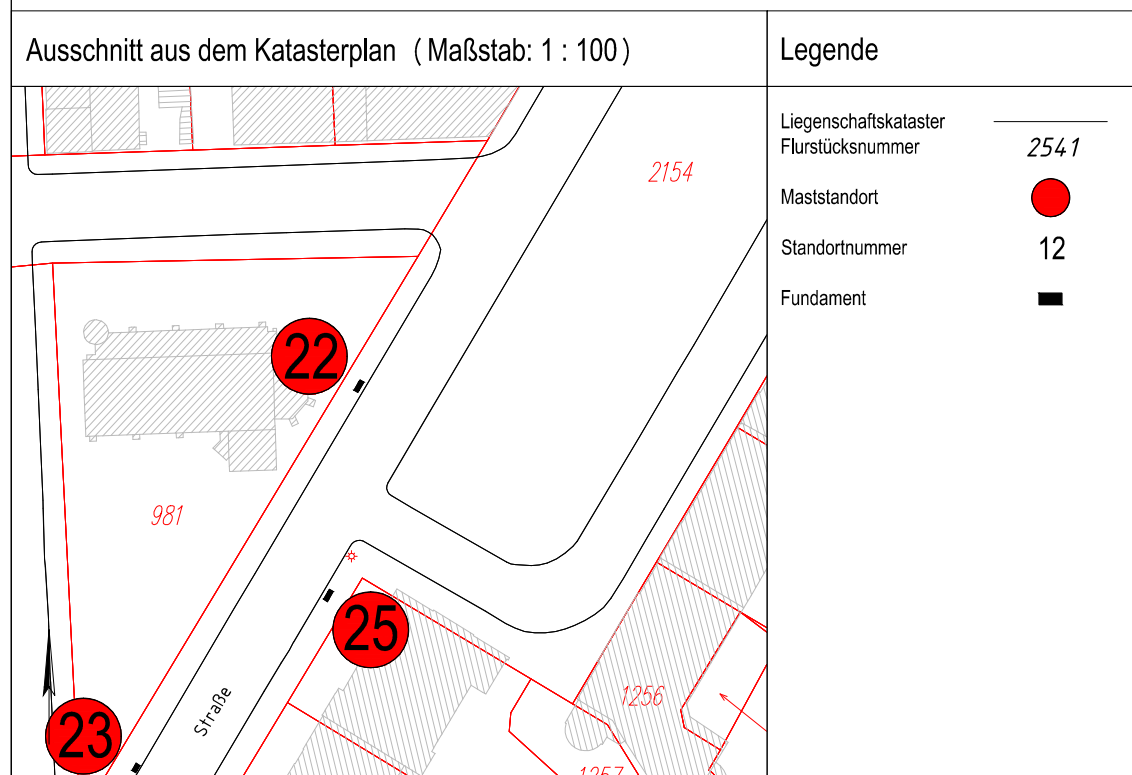 Ausschnitt aus dem Katasterplan (Maßstab: 1 : 100)
Legende
Liegenschaftskataster
Flurstücksnummer 2541
Maststandort
Standortnummer 12
Fundament
2154
22
981
25
Straße
1256
23
1257